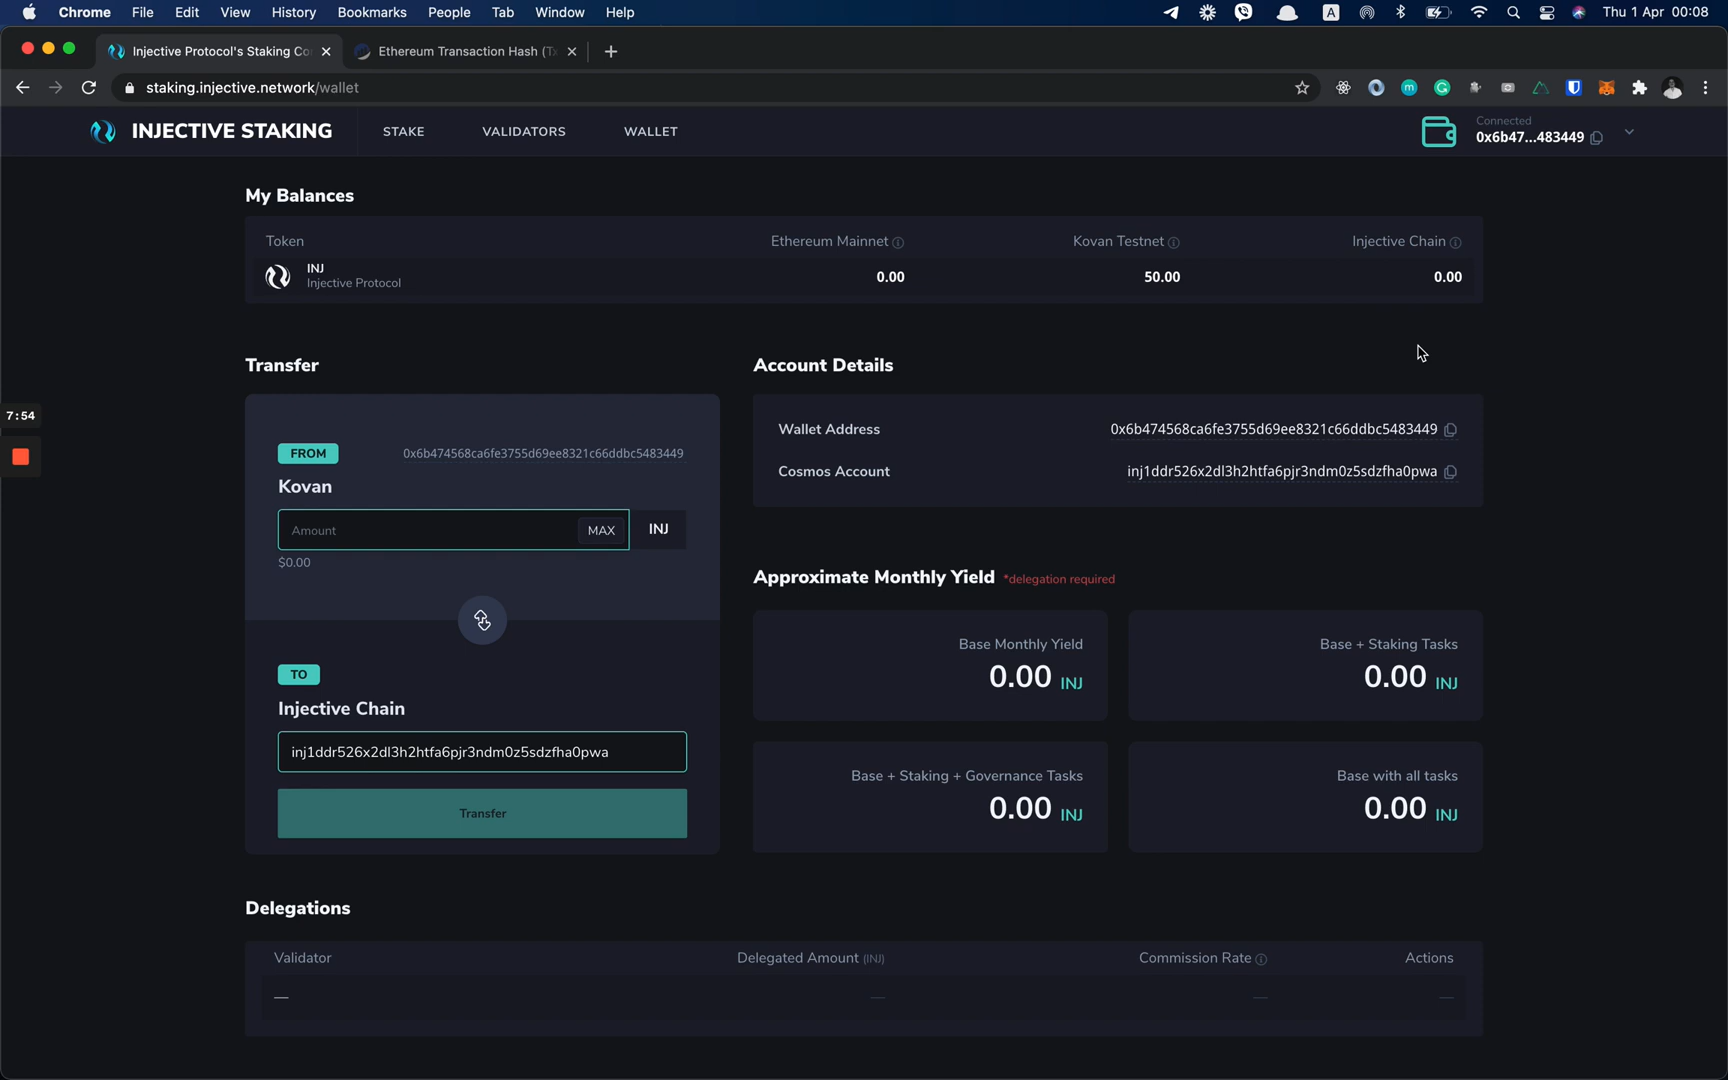 Chrome File Edit View History Bookmarks People Tab Window Help A Thu 1 Apr 00:08
Injective Protocol's Staking Co Ethereum Transaction Hash (Tx
staking.injective.network/wallet
INJECTIVE STAKING STAKE VALIDATORS WALLET
Connected
0x6b47...483449
My Balances
Token Ethereum Mainnet Kovan Testnet Injective Chain
INJ
Injective Protocol
0.00 50.00 0.00
Transfer
FROM 0x6b474568ca6fe3755d69ee8321c66ddbc5483449
Kovan
Amount MAX INJ
$0.00
TO
Injective Chain
inj1ddr526x2dl3h2htfa6pjr3ndm0z5sdzfha0pwa
Transfer
Account Details
Wallet Address 0x6b474568ca6fe3755d69ee8321c66ddbc5483449
Cosmos Account inj1ddr526x2dl3h2htfa6pjr3ndm0z5sdzfha0pwa
Approximate Monthly Yield *delegation required
Base Monthly Yield
0.00 INJ
Base + Staking Tasks
0.00 INJ
Base + Staking + Governance Tasks
0.00 INJ
Base with all tasks
0.00 INJ
Delegations
Validator Delegated Amount (INJ) Commission Rate Actions
— — — —
7:54